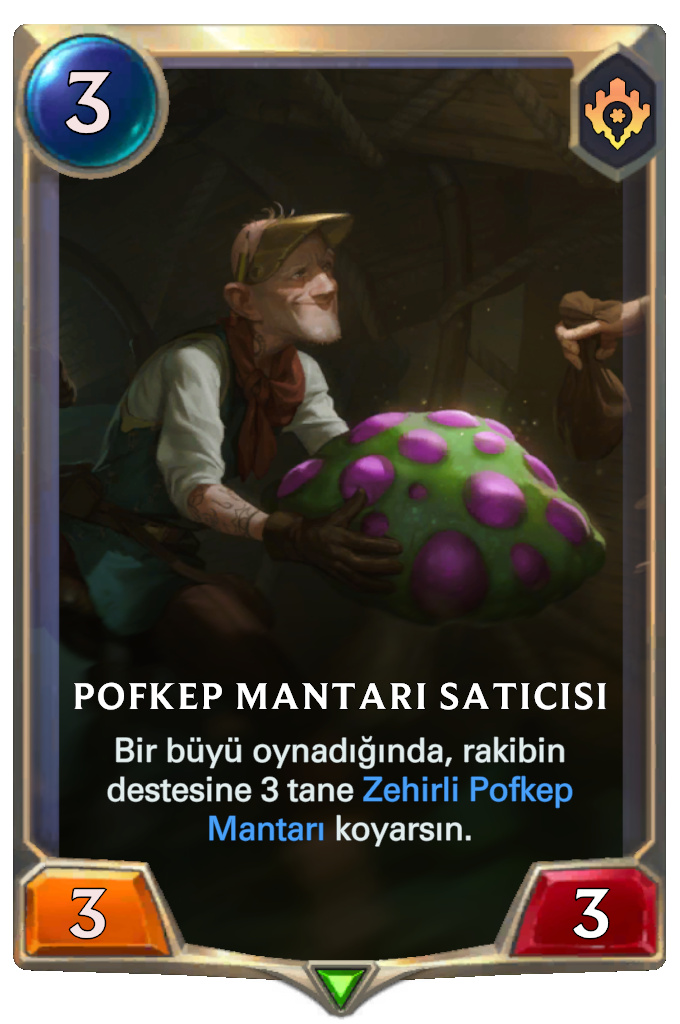 3
POFKEP MANTARI SATICISI
Bir büyü oynadığında, rakibin
destesine 3 tane Zehirli Pofkep
Mantarı koyarsın.
3
3